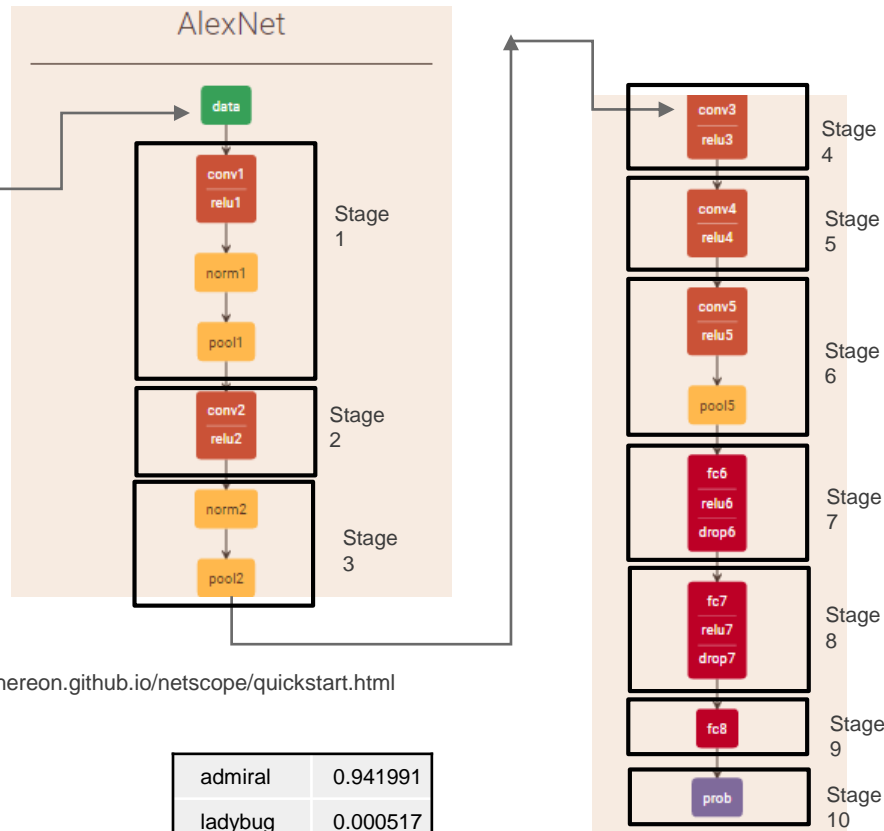 AlexNet
data
conv1
relu1
norm1
pool1
Stage
1
conv2
relu2
Stage
2
norm2
pool2
Stage
3
conv3
relu3
Stage
4
conv4
relu4
Stage
5
conv5
relu5
pool5
Stage
6
fc6
relu6
drop6
Stage
7
fc7
relu7
drop7
Stage
8
fc8
Stage
9
prob
Stage
10
hereon.github.io/netscope/quickstart.html
admiral 0.941991
ladybug 0.000517